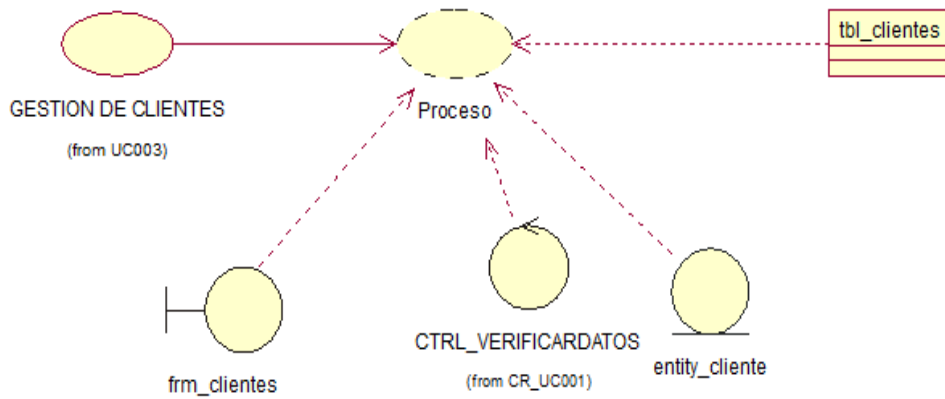 tbl_clientes
GESTION DE CLIENTES
(from UC003)
Proceso
frm_clientes
CTRL_VERIFICARDATOS
(from CR_UC001)
entity_cliente